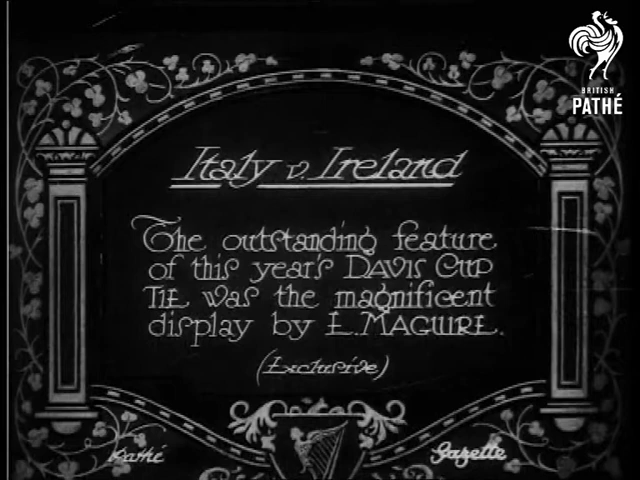 BRITISH
PATHÉ
Italy v. Ireland
The outstanding feature
of this year's DAVIS CUP
TIE was the magnificent
display by E. MAGUIRE.
(Exclusive)
Pathé Gazette